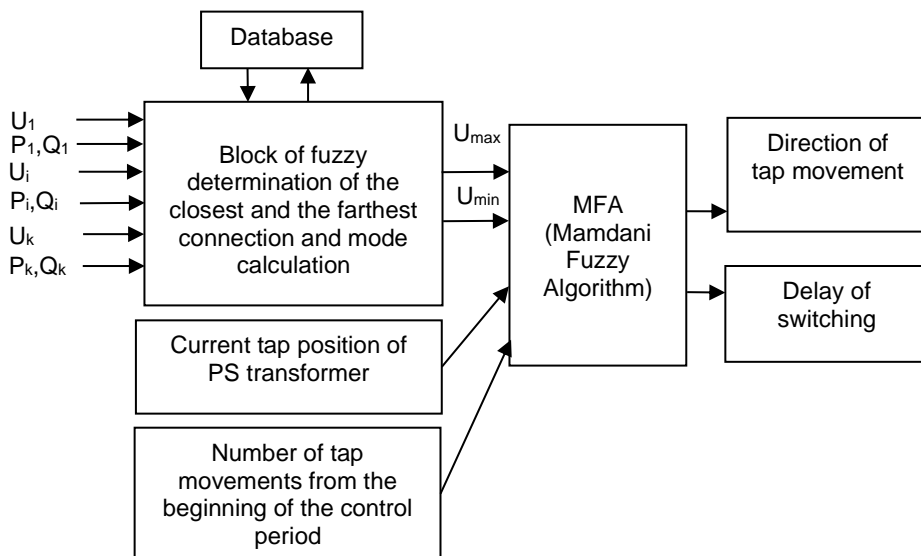 Database
U₁
P₁,Q₁
Uᵢ
Pᵢ,Qᵢ
Uₖ
Pₖ,Qₖ
Block of fuzzy
determination of the
closest and the farthest
connection and mode
calculation
Uₘₐₓ
Uₘᵢₙ
MFA
(Mamdani
Fuzzy
Algorithm)
Direction of
tap movement
Delay of
switching
Current tap position of
PS transformer
Number of tap
movements from the
beginning of the control
period